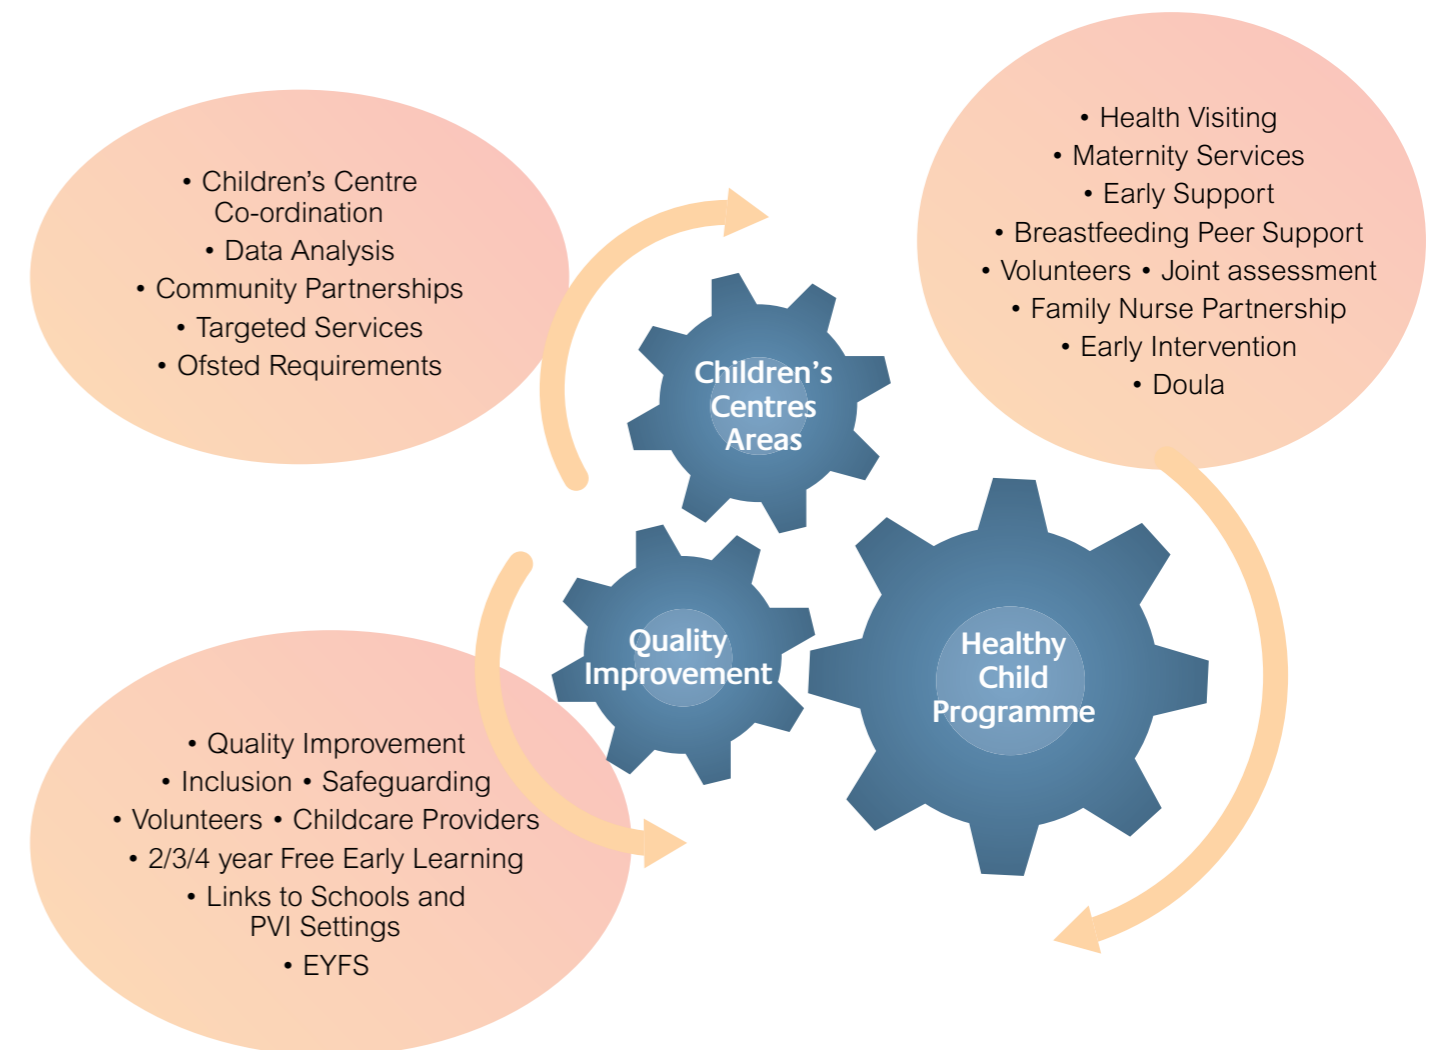 • Children’s Centre
Co-ordination
• Data Analysis
• Community Partnerships
• Targeted Services
• Ofsted Requirements
• Health Visiting
• Maternity Services
• Early Support
• Breastfeeding Peer Support
• Volunteers • Joint assessment
• Family Nurse Partnership
• Early Intervention
• Doula
Children’s
Centres
Areas
Quality
Improvement
Healthy
Child
Programme
• Quality Improvement
• Inclusion • Safeguarding
• Volunteers • Childcare Providers
• 2/3/4 year Free Early Learning
• Links to Schools and
PVI Settings
• EYFS